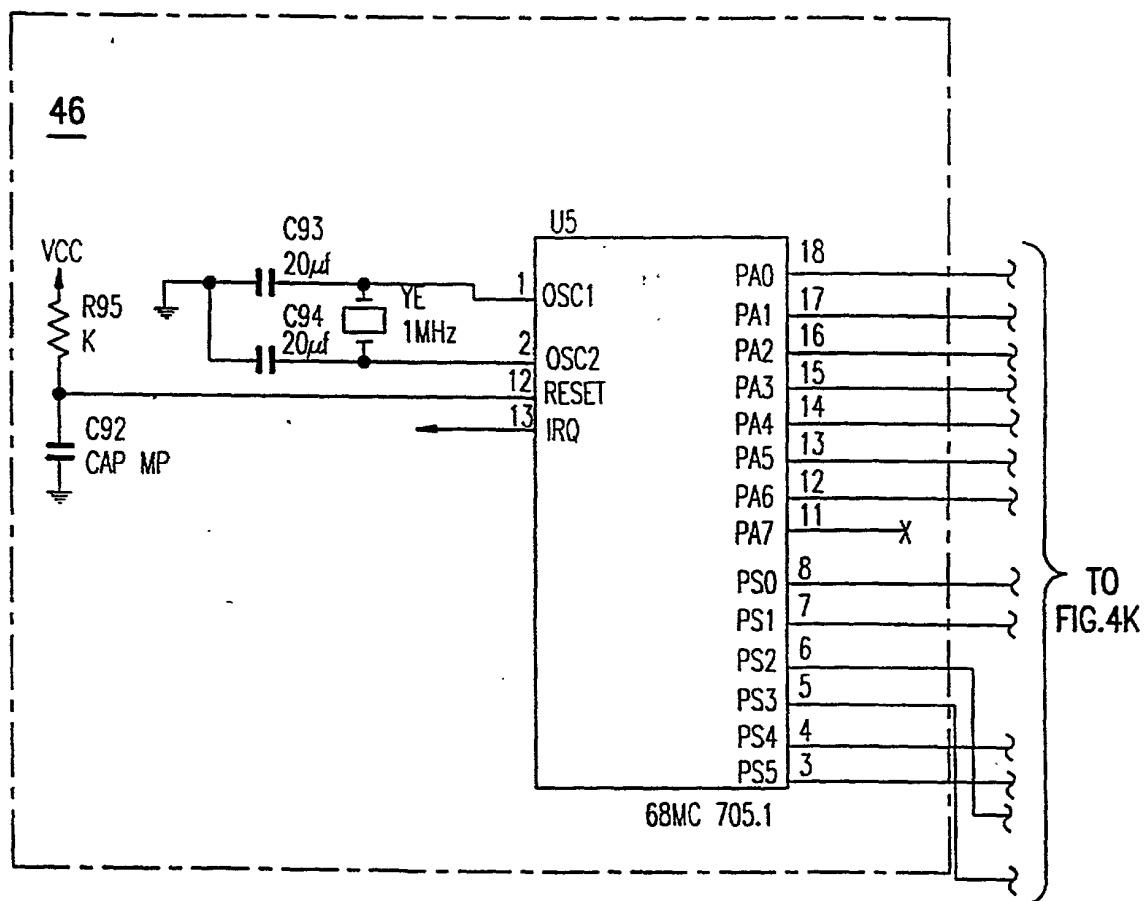 46
VCC
R95
K
C92
CAP MP
C93
20μf
C94
20μf
YE
1MHz
U5
1 OSC1
2 OSC2
12 RESET
13 IRQ
PA0 18
PA1 17
PA2 16
PA3 15
PA4 14
PA5 13
PA6 12
PA7 11 X
PS0 8
PS1 7
PS2 6
PS3 5
PS4 4
PS5 3
68MC 705.1
TO
FIG.4K